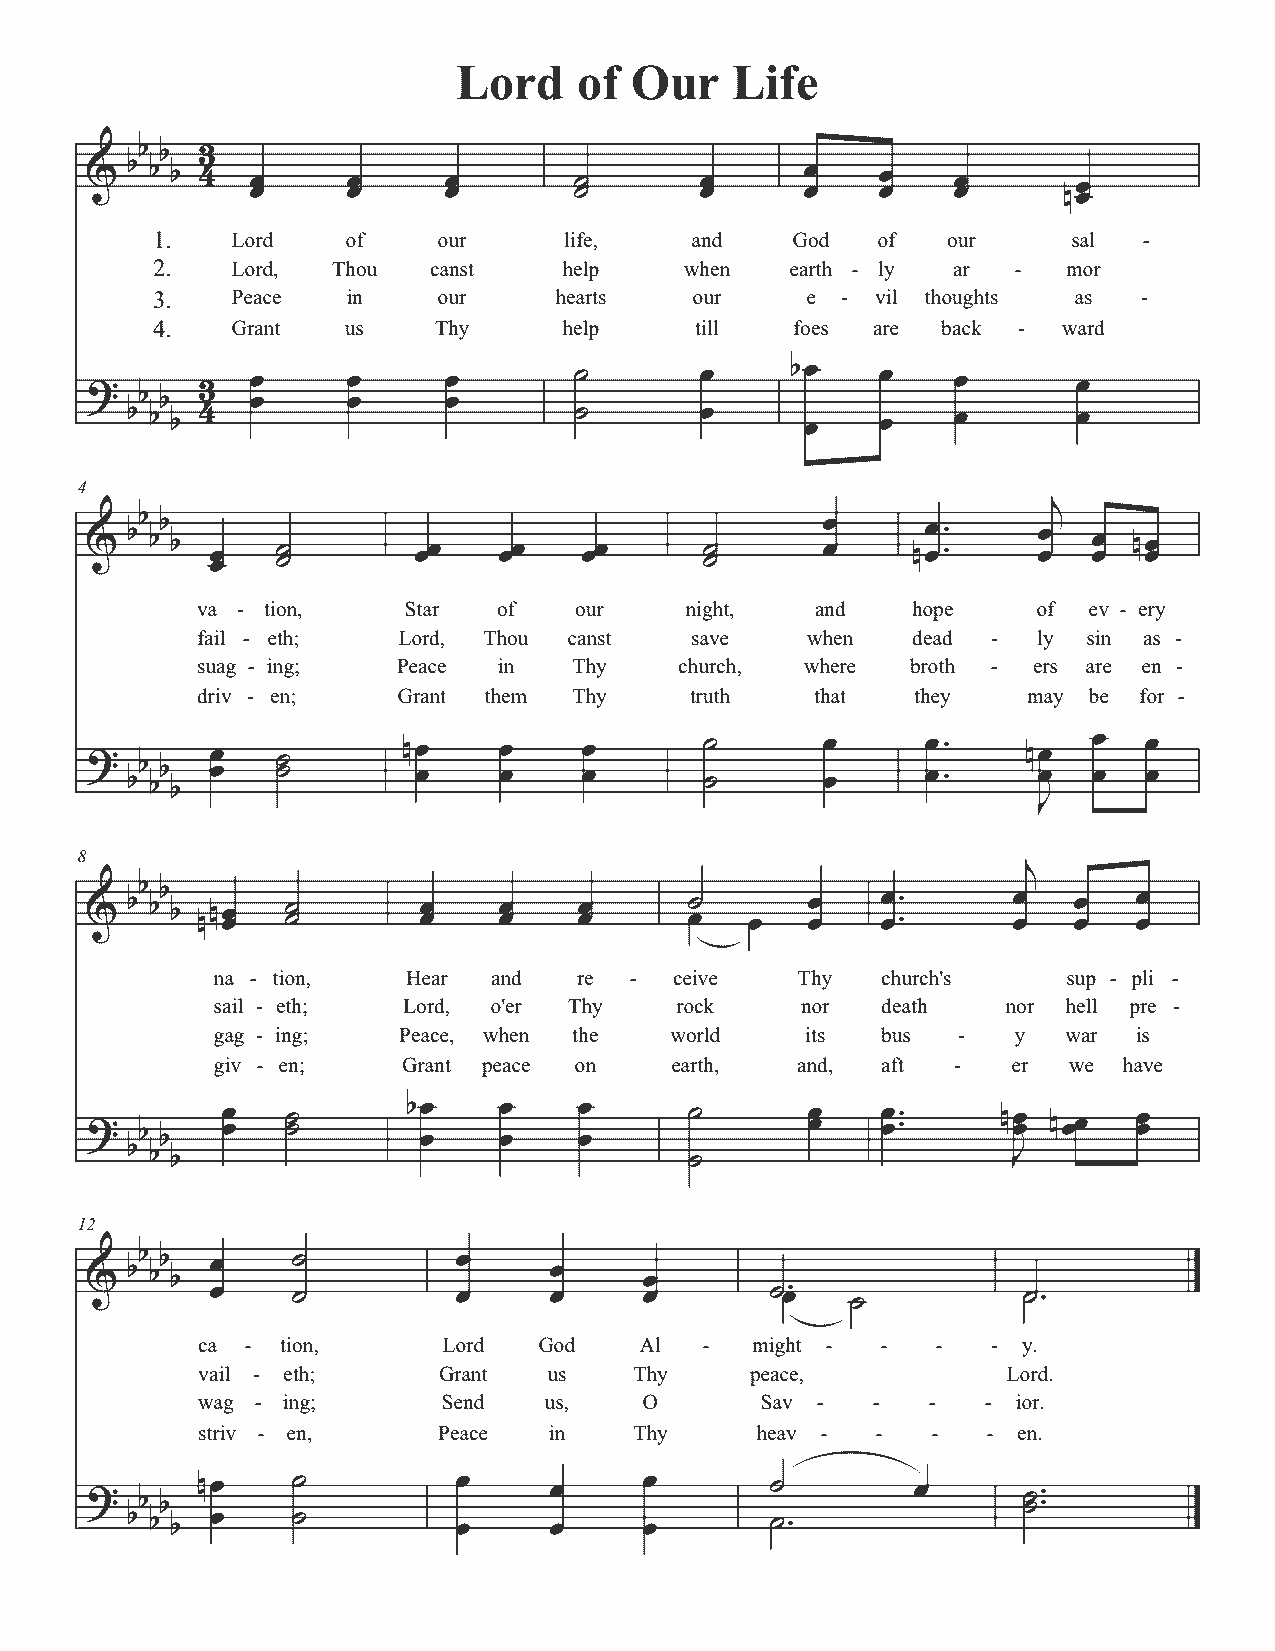 Lord of Our Life
1. Lord of our life, and God of our sal -
2. Lord, Thou canst help when earth - ly ar - mor
3. Peace in our hearts our e - vil thoughts as -
4. Grant us Thy help till foes are back - ward
4
va - tion, Star of our night, and hope of ev - ery
fail - eth; Lord, Thou canst save when dead - ly sin as -
suag - ing; Peace in Thy church, where broth - ers are en -
driv - en; Grant them Thy truth that they may be for -
8
na - tion, Hear and re - ceive Thy church's sup - pli -
sail - eth; Lord, o'er Thy rock nor death nor hell pre -
gag - ing; Peace, when the world its bus - y war is
giv - en; Grant peace on earth, and, aft - er we have
12
ca - tion, Lord God Al - might - - - - y.
vail - eth; Grant us Thy peace, Lord.
wag - ing; Send us, O Sav - - - - ior.
striv - en, Peace in Thy heav - - - - en.